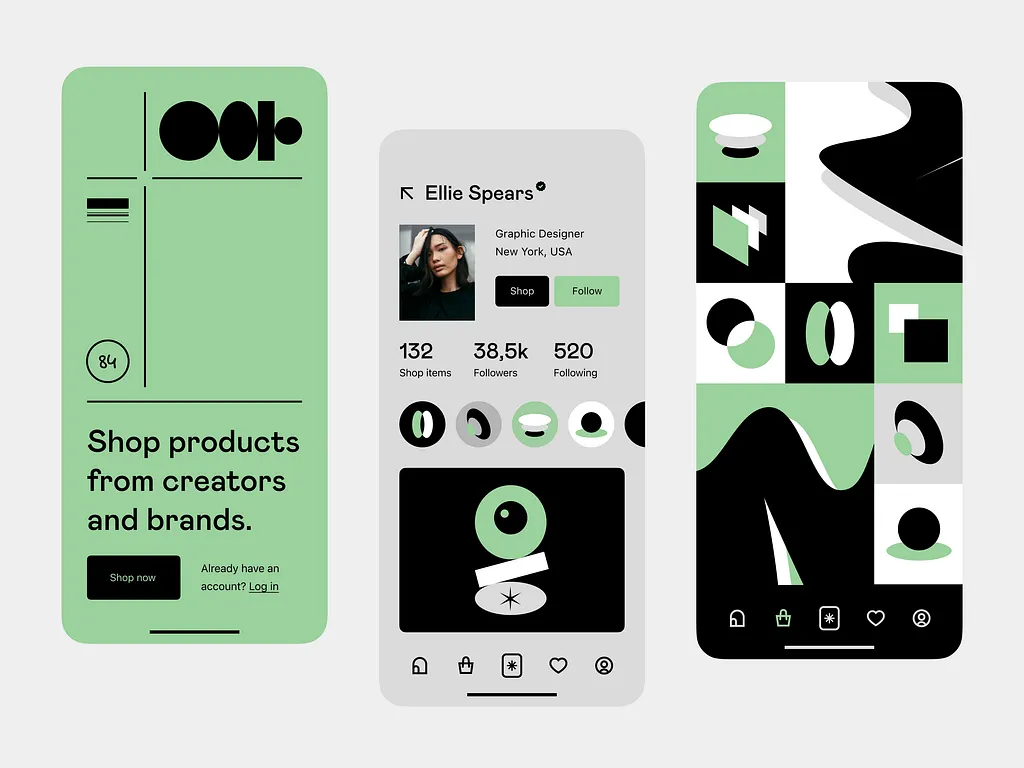 84
Shop products
from creators
and brands.
Shop now
Already have an
account? Log in
Ellie Spears
Graphic Designer
New York, USA
Shop
Follow
132
38,5k
520
Shop items
Followers
Following